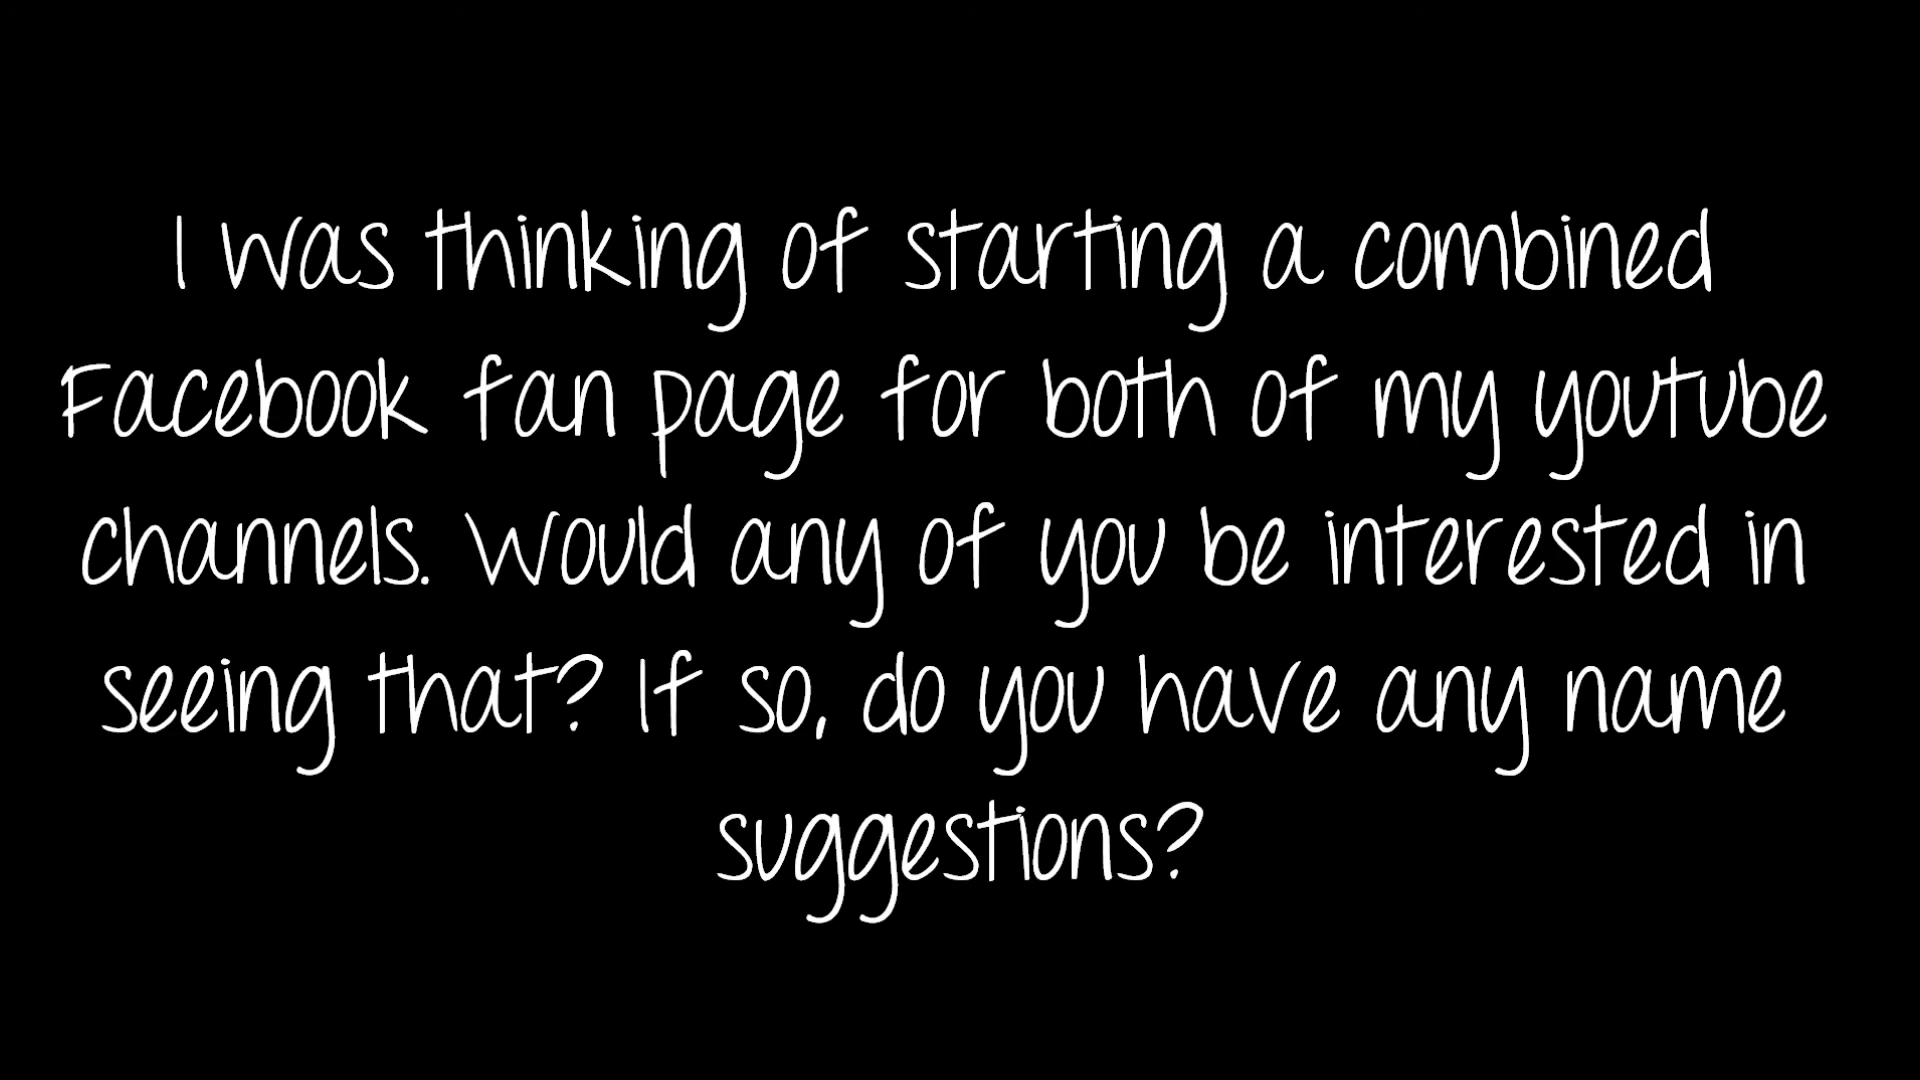 I was thinking of starting a combined
Facebook fan page for both of my youtube
channels. Would any of you be interested in
seeing that? If so, do you have any name
suggestions?